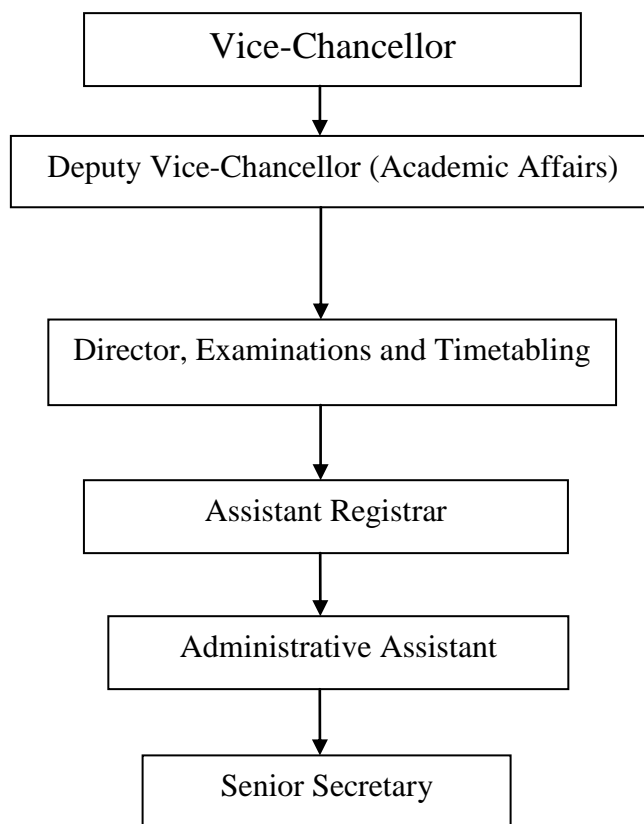 Vice-Chancellor
Deputy Vice-Chancellor (Academic Affairs)
Director, Examinations and Timetabling
Assistant Registrar
Administrative Assistant
Senior Secretary